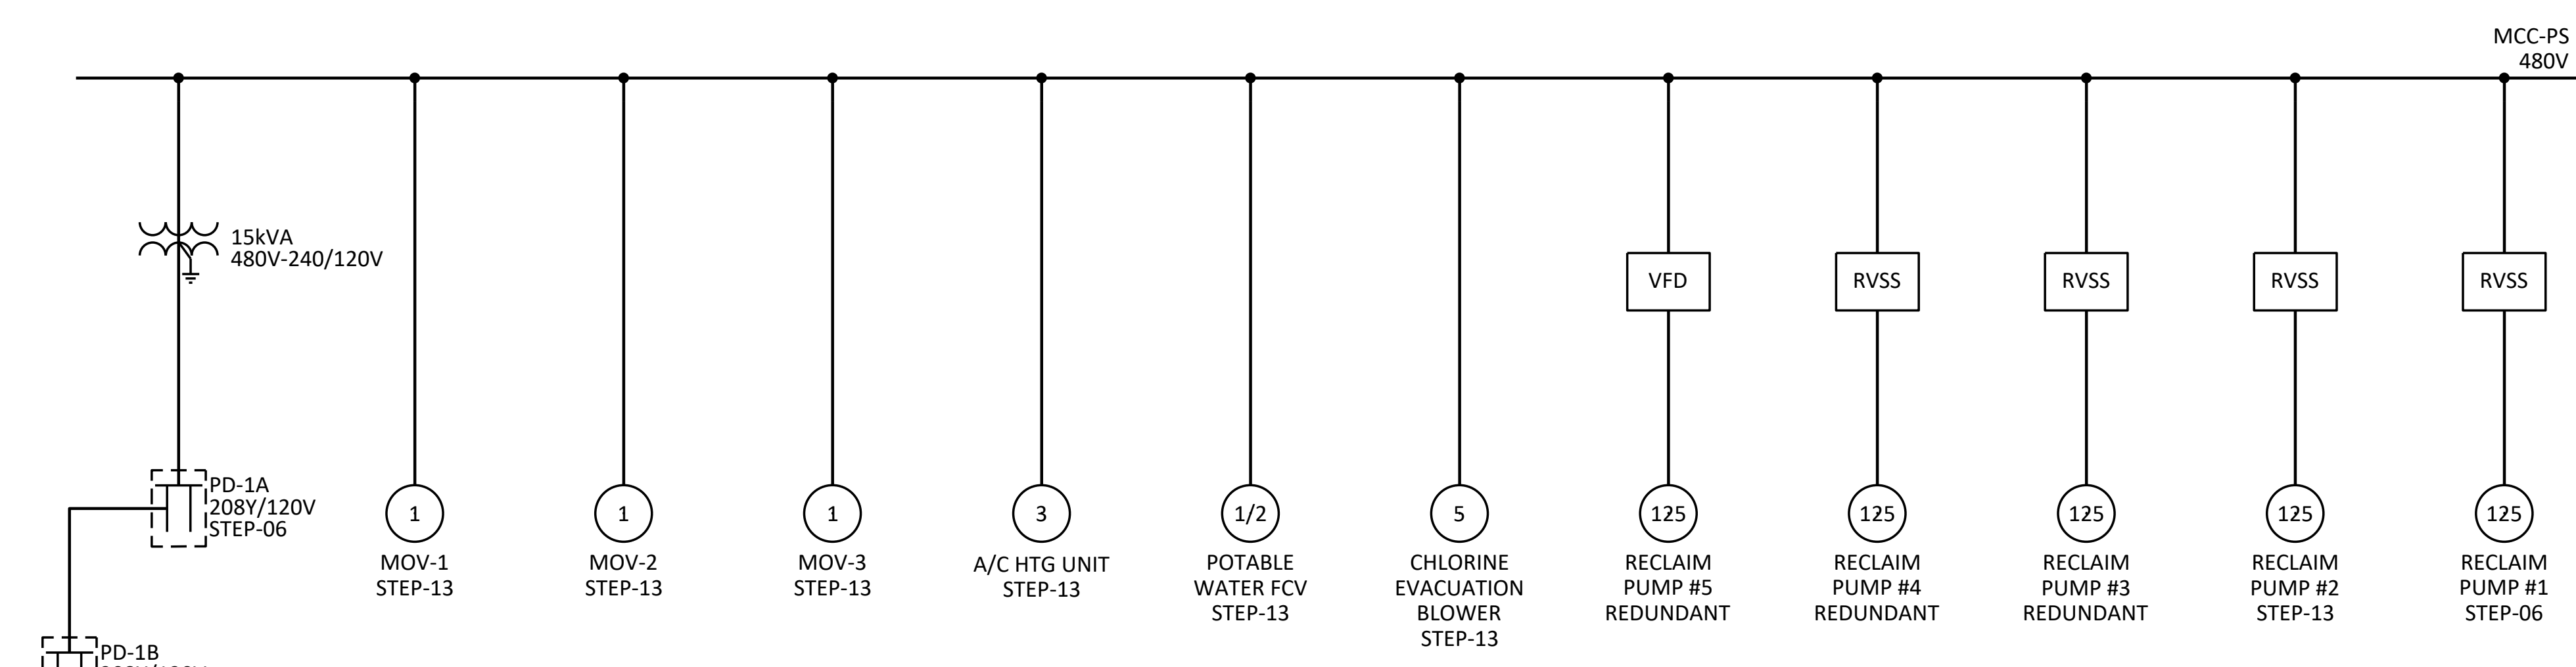 MCC-PS
480V
15kVA
480V-240/120V
VFD
RVSS
RVSS
RVSS
RVSS
PD-1A
208Y/120V
STEP-06
1
MOV-1
STEP-13
1
MOV-2
STEP-13
1
MOV-3
STEP-13
3
A/C HTG UNIT
STEP-13
1/2
POTABLE
WATER FCV
STEP-13
5
CHLORINE
EVACUATION
BLOWER
STEP-13
125
RECLAIM
PUMP #5
REDUNDANT
125
RECLAIM
PUMP #4
REDUNDANT
125
RECLAIM
PUMP #3
REDUNDANT
125
RECLAIM
PUMP #2
STEP-13
125
RECLAIM
PUMP #1
STEP-06
PD-1B